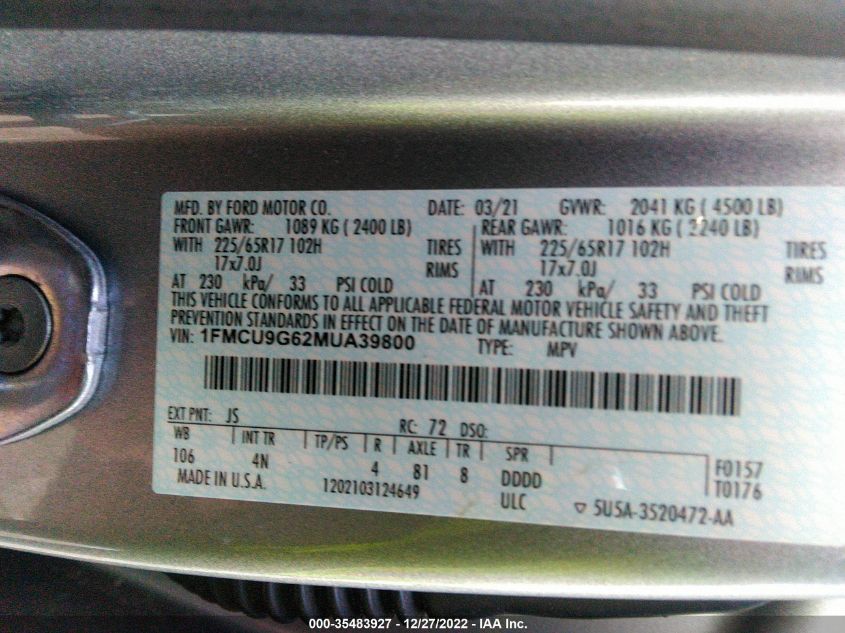 MFD. BY FORD MOTOR CO. DATE: 03/21 GVWR: 2041 KG ( 4500 LB)
FRONT GAWR: 1089 KG ( 2400 LB) REAR GAWR: 1016 KG ( 2240 LB)
WITH 225/65R17 102H TIRES WITH 225/65R17 102H TIRES
17x7.0J RIMS 17x7.0J RIMS
AT 230 kPa/ 33 PSI COLD AT 230 kPa/ 33 PSI COLD
THIS VEHICLE CONFORMS TO ALL APPLICABLE FEDERAL MOTOR VEHICLE SAFETY AND THEFT
PREVENTION STANDARDS IN EFFECT ON THE DATE OF MANUFACTURE SHOWN ABOVE.
VIN: 1FMCU9G62MUA39800 TYPE: MPV
EXT PNT: JS RC: 72 DSO:
WB INT TR TP/PS R AXLE TR SPR
106 4N 4 81 8 DDDD F0157
MADE IN U.S.A. 1202103124649 ULC T0176
▽ 5U5A-3520472-AA
000-35483927 - 12/27/2022 - IAA Inc.